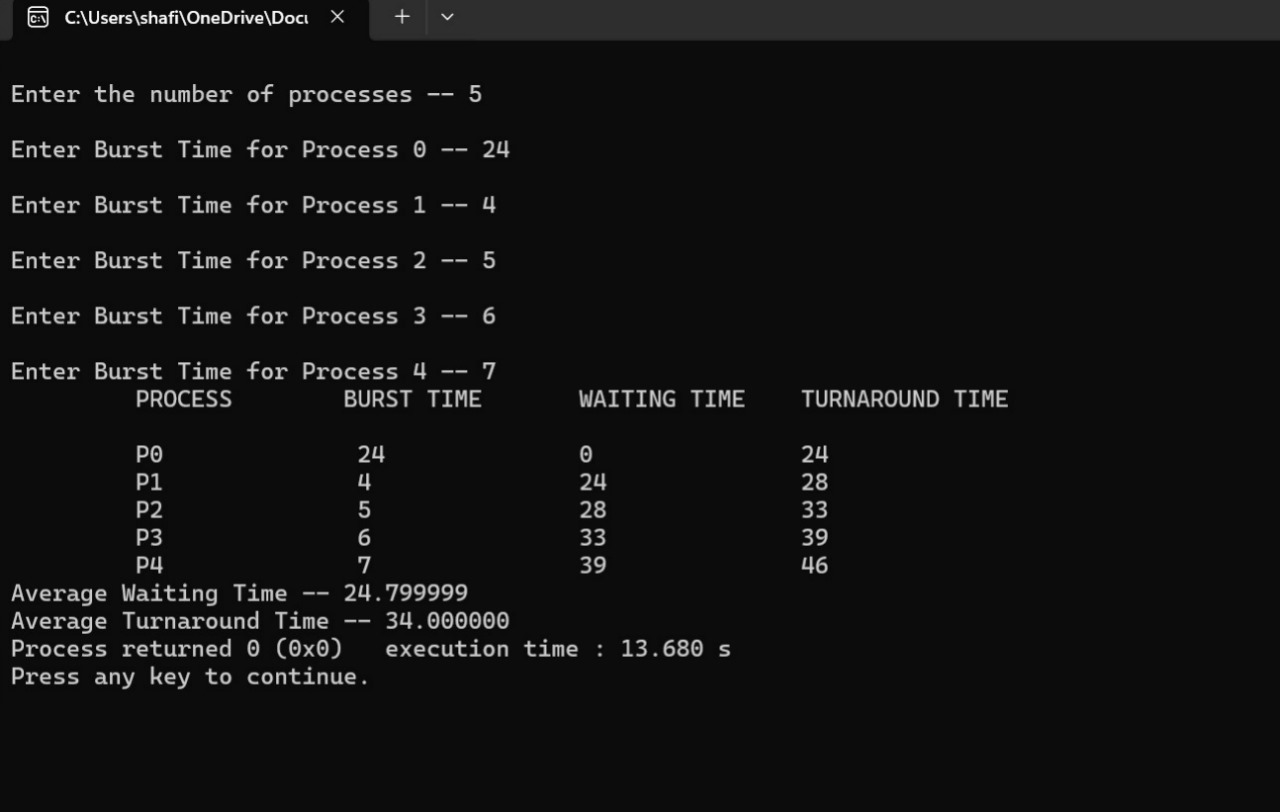 C:\Users\shafi\OneDrive\Docu
Enter the number of processes -- 5
Enter Burst Time for Process 0 -- 24
Enter Burst Time for Process 1 -- 4
Enter Burst Time for Process 2 -- 5
Enter Burst Time for Process 3 -- 6
Enter Burst Time for Process 4 -- 7
PROCESS BURST TIME WAITING TIME TURNAROUND TIME
P0 24 0 24
P1 4 24 28
P2 5 28 33
P3 6 33 39
P4 7 39 46
Average Waiting Time -- 24.799999
Average Turnaround Time -- 34.000000
Process returned 0 (0x0) execution time : 13.680 s
Press any key to continue.